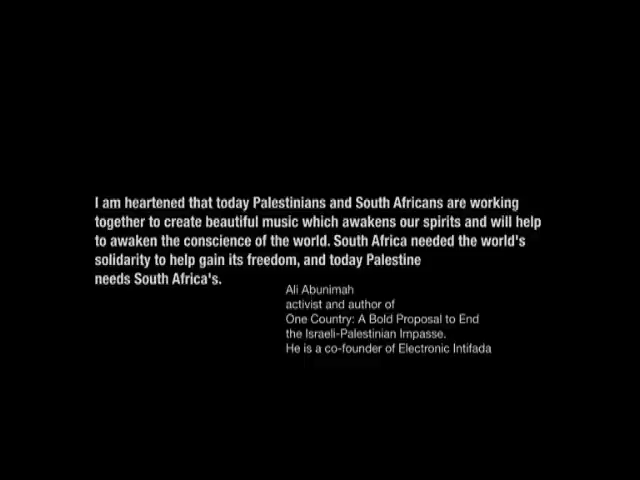 I am heartened that today Palestinians and South Africans are working
together to create beautiful music which awakens our spirits and will help
to awaken the conscience of the world. South Africa needed the world's
solidarity to help gain its freedom, and today Palestine
needs South Africa's.
Ali Abunimah
activist and author of
One Country: A Bold Proposal to End
the Israeli-Palestinian Impasse.
He is a co-founder of Electronic Intifada